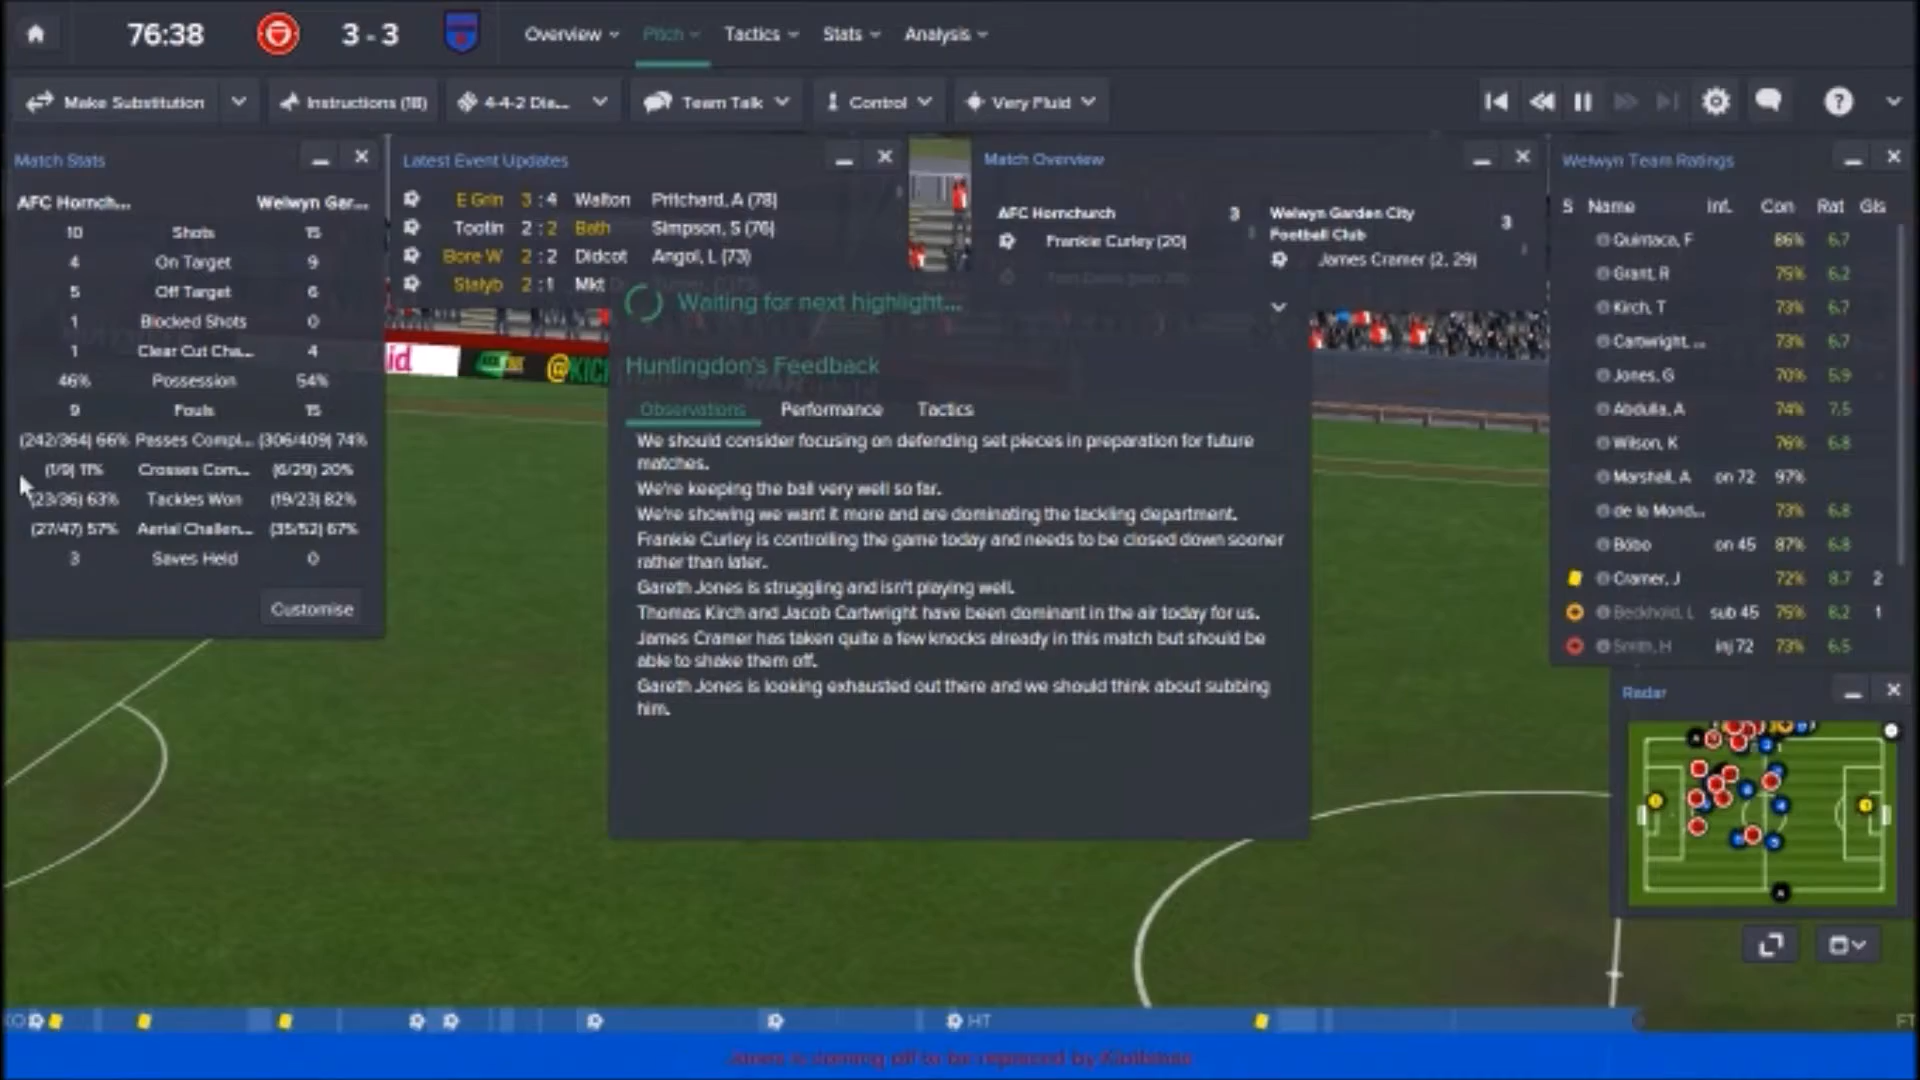 76:38 3 - 3 Overview Pitch Tactics Stats Analysis
Make Substitution Instructions (18) 4-4-2 Dia... Team Talk Control Very Fluid ?
Match Stats
AFC Hornch... Welwyn Gar...
10 Shots 15
4 On Target 9
5 Off Target 6
1 Blocked Shots 0
1 Clear Cut Cha... 4
46% Possession 54%
9 Fouls 15
(242/364) 66% Passes Compl... (306/409) 74%
(1/9) 11% Crosses Com... (6/29) 20%
(23/36) 63% Tackles Won (19/23) 82%
(27/47) 57% Aerial Challen... (35/52) 67%
3 Saves Held 0
Customise
Latest Event Updates
E Grin 3 : 4 Walton Pritchard, A (78)
Tootin 2 : 2 Bath Simpson, S (76)
Bore W 2 : 2 Didcot Angol, L (73)
Stalyb 2 : 1 Mkt
Match Overview
AFC Hornchurch 3
Frankie Curley (20)
Welwyn Garden City
Football Club 3
James Cramer (2, 29)
Waiting for next highlight...
Huntingdon's Feedback
Observations Performance Tactics
We should consider focusing on defending set pieces in preparation for future
matches.
We're keeping the ball very well so far.
We're showing we want it more and are dominating the tackling department.
Frankie Curley is controlling the game today and needs to be closed down sooner
rather than later.
Gareth Jones is struggling and isn't playing well.
Thomas Kirch and Jacob Cartwright have been dominant in the air today for us.
James Cramer has taken quite a few knocks already in this match but should be
able to shake them off.
Gareth Jones is looking exhausted out there and we should think about subbing
him.
Welwyn Team Ratings
S Name Inf. Con Rat Gls
Quintaca, F 86% 6.7
Grant, R 75% 6.2
Kirch, T 73% 6.7
Cartwright, ... 73% 6.7
Jones, G 70% 5.9
Abdulla, A 74% 7.5
Wilson, K 76% 6.8
Marshall, A on 72 97%
de la Mond... 73% 6.8
Bobo on 45 87% 6.8
Cramer, J 72% 8.7 2
Beckhold, L sub 45 75% 8.2 1
Smith, H inj 72 73% 6.5
Radar
id
@KIC
HT
FT
Jones is coming off to be replaced by